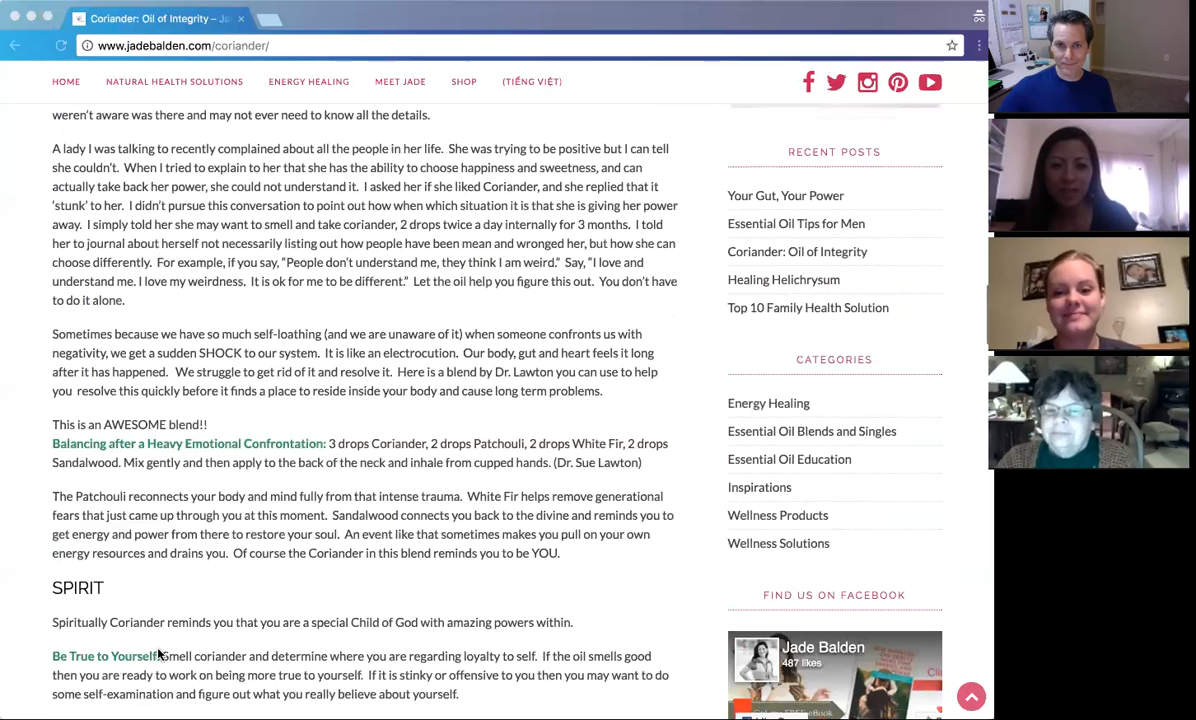 Coriander: Oil of Integrity – Ja
www.jadebalden.com/coriander/
HOME NATURAL HEALTH SOLUTIONS ENERGY HEALING MEET JADE SHOP (TIẾNG VIỆT)
weren’t aware was there and may not ever need to know all the details.
A lady I was talking to recently complained about all the people in her life. She was trying to be positive but I can tell
she couldn’t. When I tried to explain to her that she has the ability to choose happiness and sweetness, and can
actually take back her power, she could not understand it. I asked her if she liked Coriander, and she replied that it
‘stunk’ to her. I didn’t pursue this conversation to point out how when which situation it is that she is giving her power
away. I simply told her she may want to smell and take coriander, 2 drops twice a day internally for 3 months. I told
her to journal about herself not necessarily listing out how people have been mean and wronged her, but how she can
choose differently. For example, if you say, “People don’t understand me, they think I am weird.” Say, “I love and
understand me. I love my weirdness. It is ok for me to be different.” Let the oil help you figure this out. You don’t have
to do it alone.
Sometimes because we have so much self-loathing (and we are unaware of it) when someone confronts us with
negativity, we get a sudden SHOCK to our system. It is like an electrocution. Our body, gut and heart feels it long
after it has happened. We struggle to get rid of it and resolve it. Here is a blend by Dr. Lawton you can use to help
you resolve this quickly before it finds a place to reside inside your body and cause long term problems.
This is an AWESOME blend!!
Balancing after a Heavy Emotional Confrontation: 3 drops Coriander, 2 drops Patchouli, 2 drops White Fir, 2 drops
Sandalwood. Mix gently and then apply to the back of the neck and inhale from cupped hands. (Dr. Sue Lawton)
The Patchouli reconnects your body and mind fully from that intense trauma. White Fir helps remove generational
fears that just came up through you at this moment. Sandalwood connects you back to the divine and reminds you to
get energy and power from there to restore your soul. An event like that sometimes makes you pull on your own
energy resources and drains you. Of course the Coriander in this blend reminds you to be YOU.
SPIRIT
Spiritually Coriander reminds you that you are a special Child of God with amazing powers within.
Be True to Yourself: Smell coriander and determine where you are regarding loyalty to self. If the oil smells good
then you are ready to work on being more true to yourself. If it is stinky or offensive to you then you may want to do
some self-examination and figure out what you really believe about yourself.
RECENT POSTS
Your Gut, Your Power
Essential Oil Tips for Men
Coriander: Oil of Integrity
Healing Helichrysum
Top 10 Family Health Solution
CATEGORIES
Energy Healing
Essential Oil Blends and Singles
Essential Oil Education
Inspirations
Wellness Products
Wellness Solutions
FIND US ON FACEBOOK
Jade Balden
487 likes